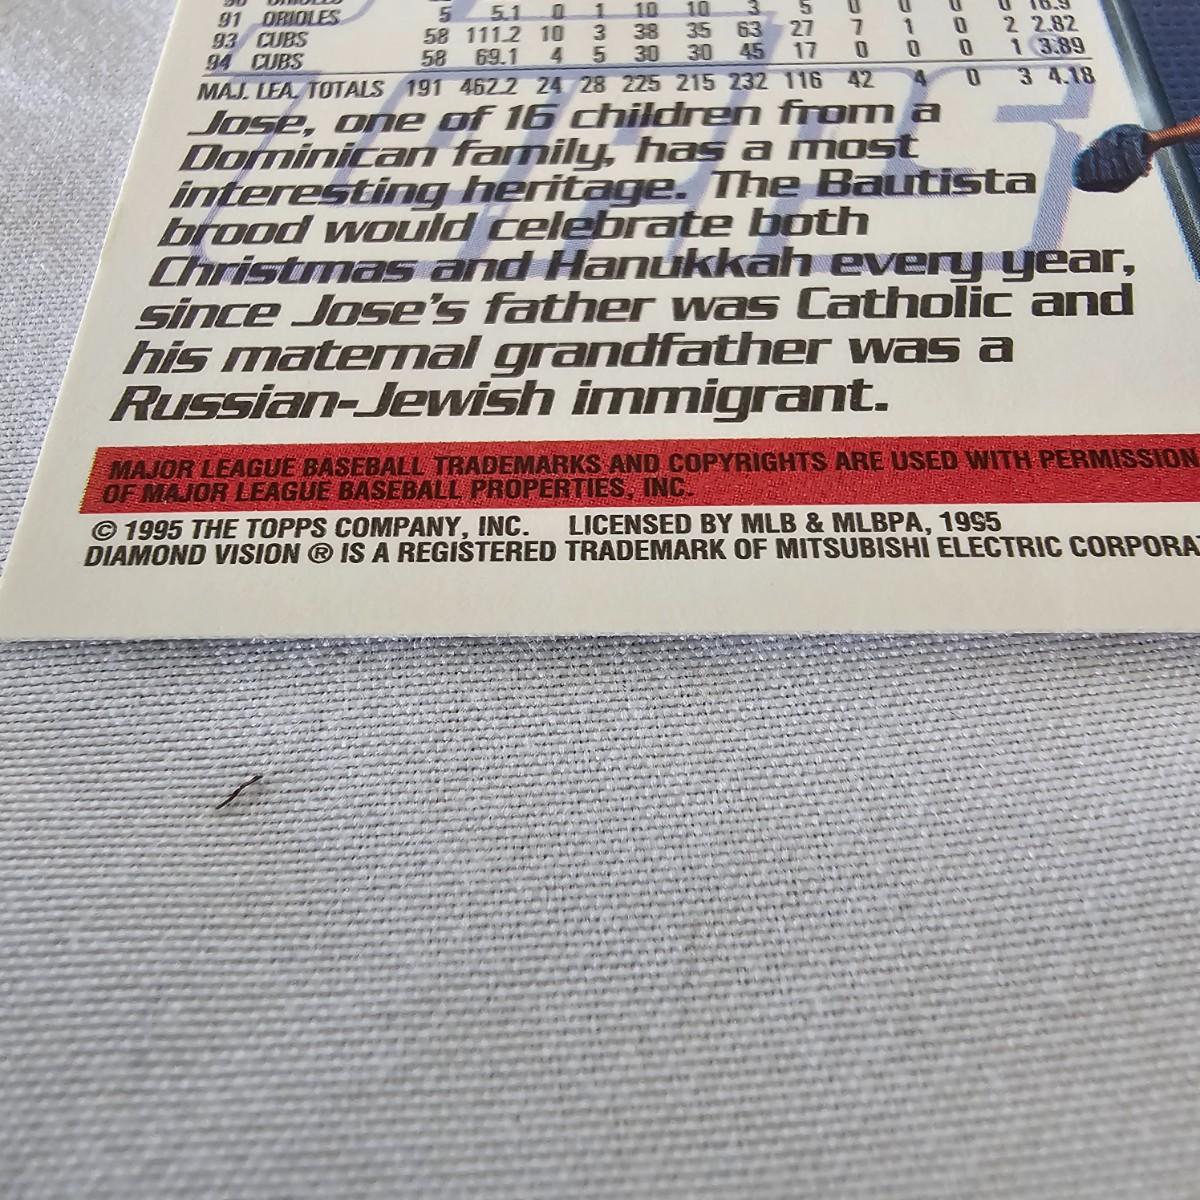 91 ORIOLES 5 5.1 0 1 10 10 3 5 0 0 0 0 16.9
93 CUBS 58 111.2 10 3 38 35 63 27 7 1 0 2 2.82
94 CUBS 58 69.1 4 5 30 30 45 17 0 0 0 1 3.89
MAJ. LEA. TOTALS 191 462.2 24 28 225 215 232 116 42 4 0 3 4.18
Jose, one of 16 children from a
Dominican family, has a most
interesting heritage. The Bautista
brood would celebrate both
Christmas and Hanukkah every year,
since Jose's father was Catholic and
his maternal grandfather was a
Russian-Jewish immigrant.
MAJOR LEAGUE BASEBALL TRADEMARKS AND COPYRIGHTS ARE USED WITH PERMISSION
OF MAJOR LEAGUE BASEBALL PROPERTIES, INC.
© 1995 THE TOPPS COMPANY, INC. LICENSED BY MLB & MLBPA, 1995
DIAMOND VISION ® IS A REGISTERED TRADEMARK OF MITSUBISHI ELECTRIC CORPORAT